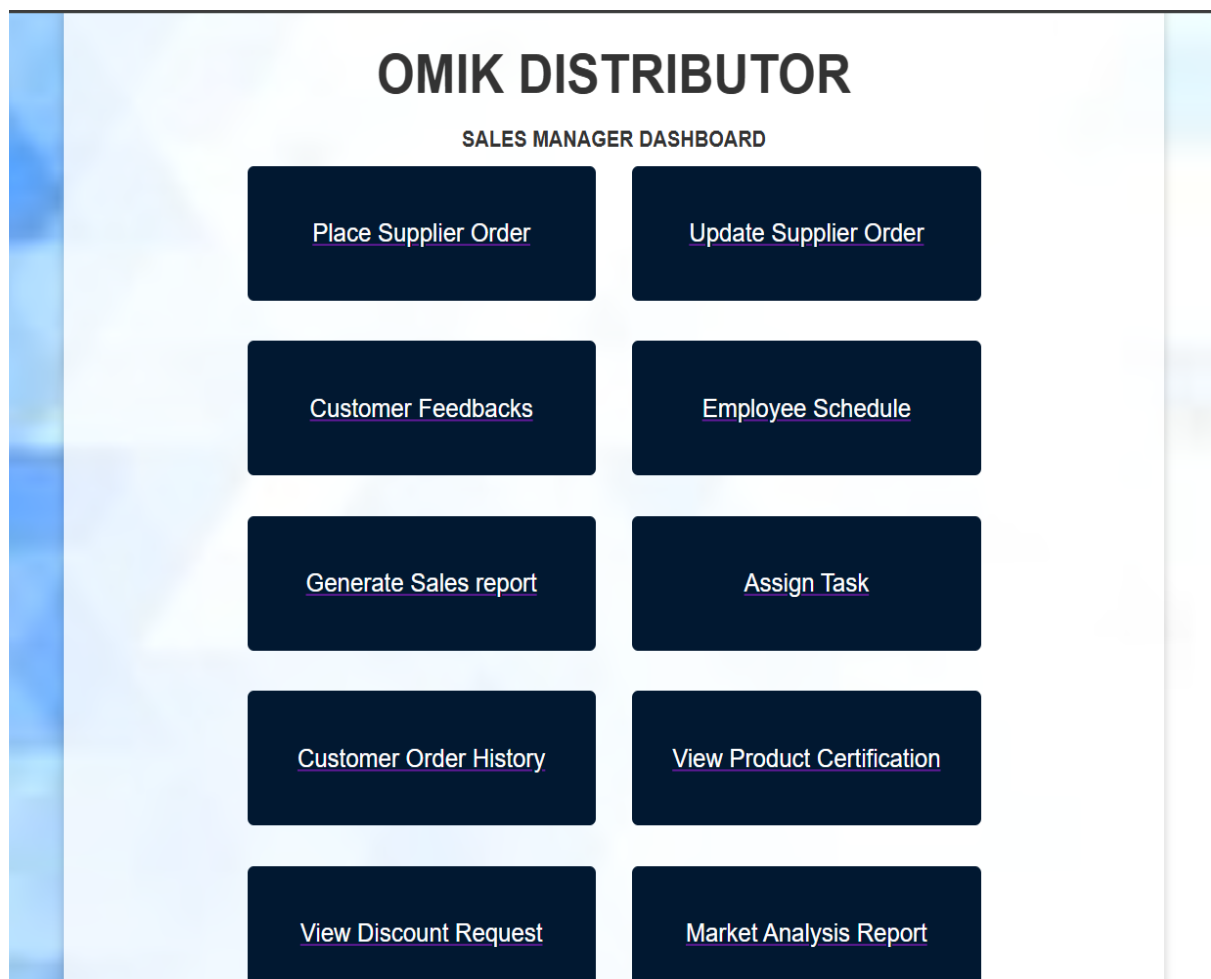 OMIK DISTRIBUTOR
SALES MANAGER DASHBOARD
Place Supplier Order
Update Supplier Order
Customer Feedbacks
Employee Schedule
Generate Sales report
Assign Task
Customer Order History
View Product Certification
View Discount Request
Market Analysis Report